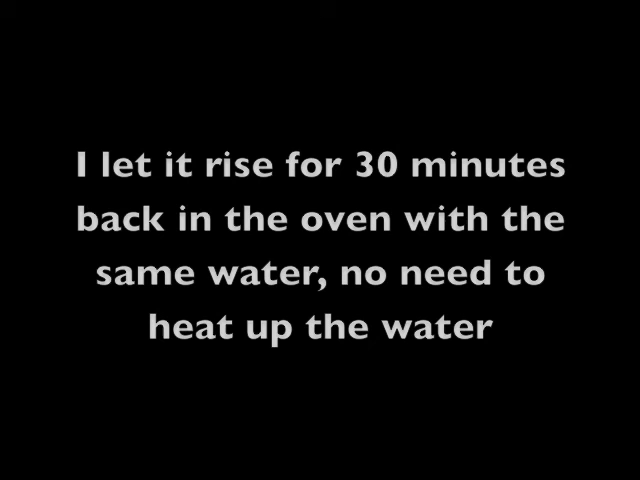 I let it rise for 30 minutes
back in the oven with the
same water, no need to
heat up the water